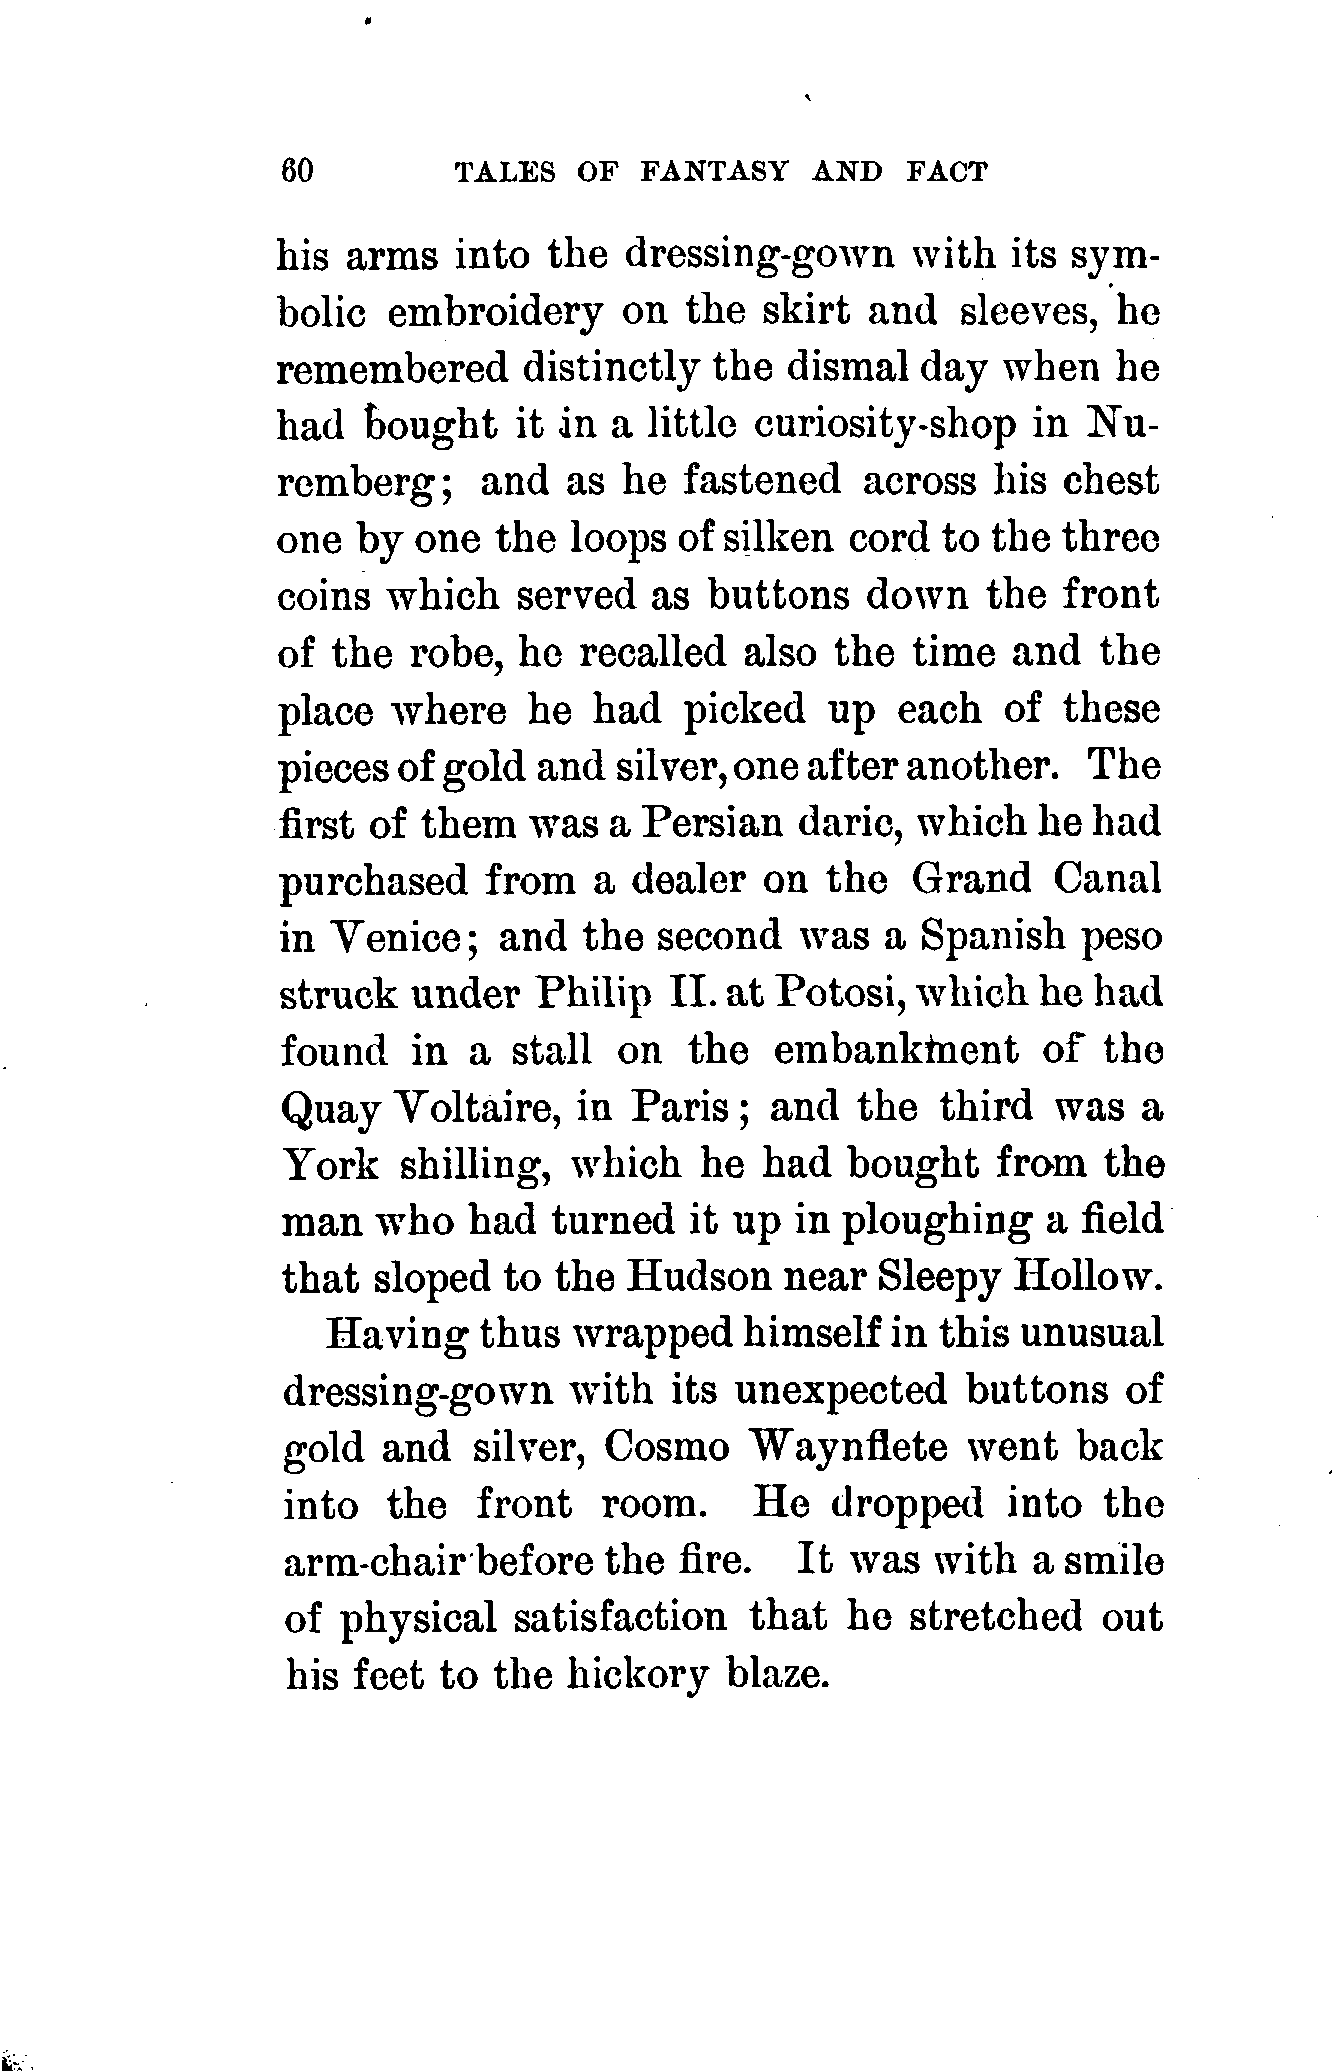 60 TALES OF FANTASY AND FACT
his arms into the dressing-gown with its sym-
bolic embroidery on the skirt and sleeves, he
remembered distinctly the dismal day when he
had bought it in a little curiosity-shop in Nu-
remberg; and as he fastened across his chest
one by one the loops of silken cord to the three
coins which served as buttons down the front
of the robe, he recalled also the time and the
place where he had picked up each of these
pieces of gold and silver, one after another. The
first of them was a Persian daric, which he had
purchased from a dealer on the Grand Canal
in Venice; and the second was a Spanish peso
struck under Philip II. at Potosi, which he had
found in a stall on the embankment of the
Quay Voltaire, in Paris; and the third was a
York shilling, which he had bought from the
man who had turned it up in ploughing a field
that sloped to the Hudson near Sleepy Hollow.
Having thus wrapped himself in this unusual
dressing-gown with its unexpected buttons of
gold and silver, Cosmo Waynflete went back
into the front room. He dropped into the
arm-chair before the fire. It was with a smile
of physical satisfaction that he stretched out
his feet to the hickory blaze.